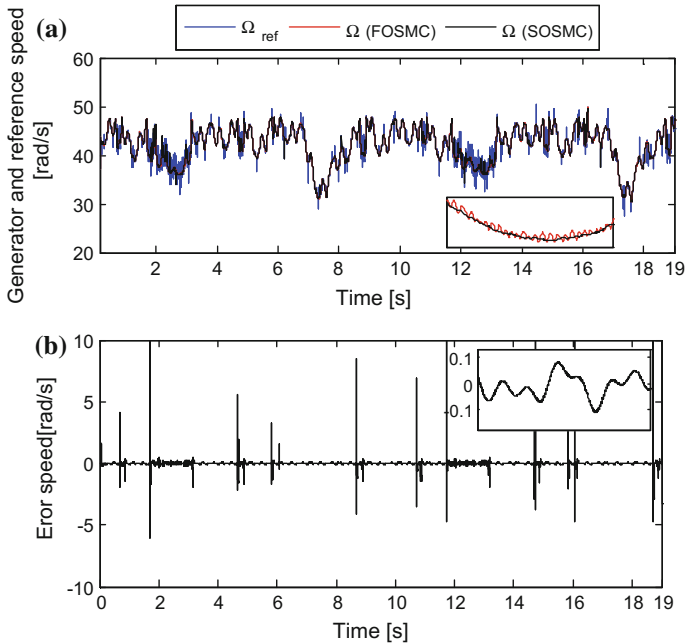 (a)
Ω ref Ω (FOSMC) Ω (SOSMC)
Generator and reference speed
[rad/s]
60
50
40
30
20
2 4 6 8 10 12 14 16 18 19
Time [s]
(b)
Eror speed[rad/s]
10
5
0
-5
-10
0.1
0
-0.1
0 2 4 6 8 10 12 14 16 18 19
Time [s]